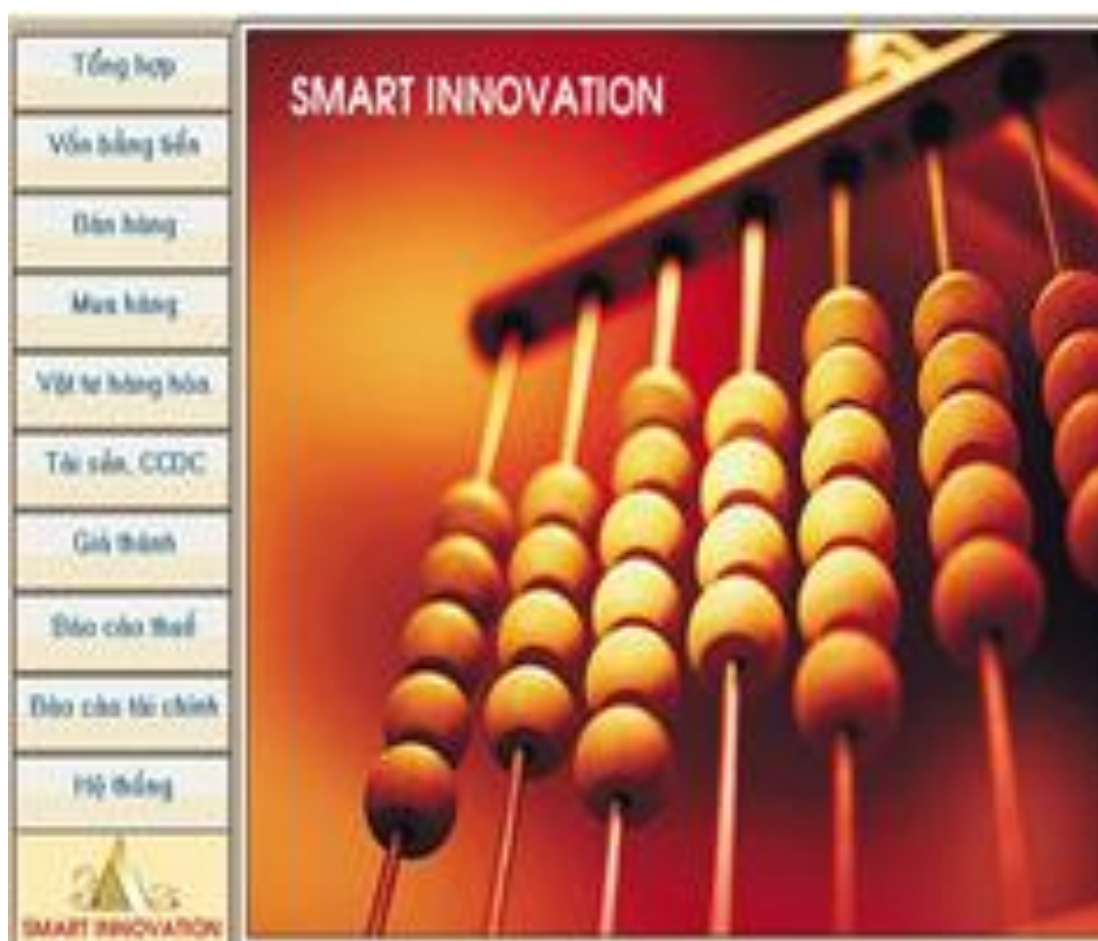 Tổng hợp
Vốn bằng tiền
Bán hàng
Mua hàng
Vật tư hàng hóa
Tài sản, CCDC
Giá thành
Báo cáo thuế
Báo cáo tài chính
Hệ thống
SMART INNOVATION
SMART INNOVATION